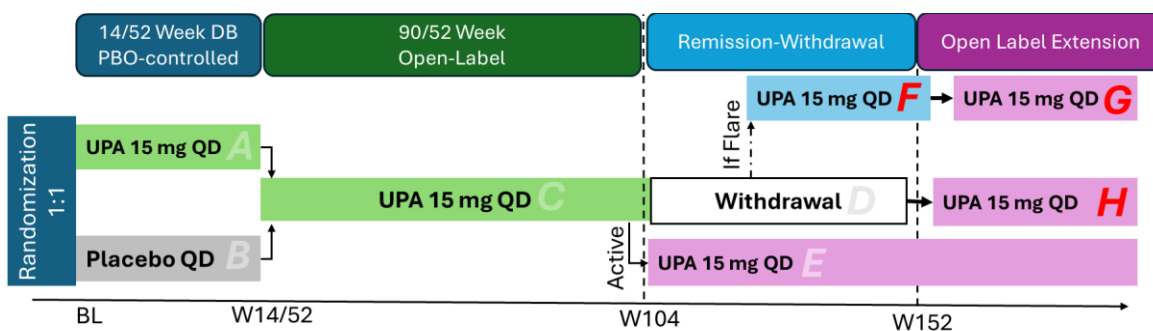 14/52 Week DB
PBO-controlled
90/52 Week
Open-Label
Remission-Withdrawal
Open Label Extension
UPA 15 mg QD F
UPA 15 mg QD G
Randomization
1:1
UPA 15 mg QD A
If Flare
UPA 15 mg QD C
Withdrawal D
UPA 15 mg QD H
Placebo QD B
Active
UPA 15 mg QD E
BL
W14/52
W104
W152